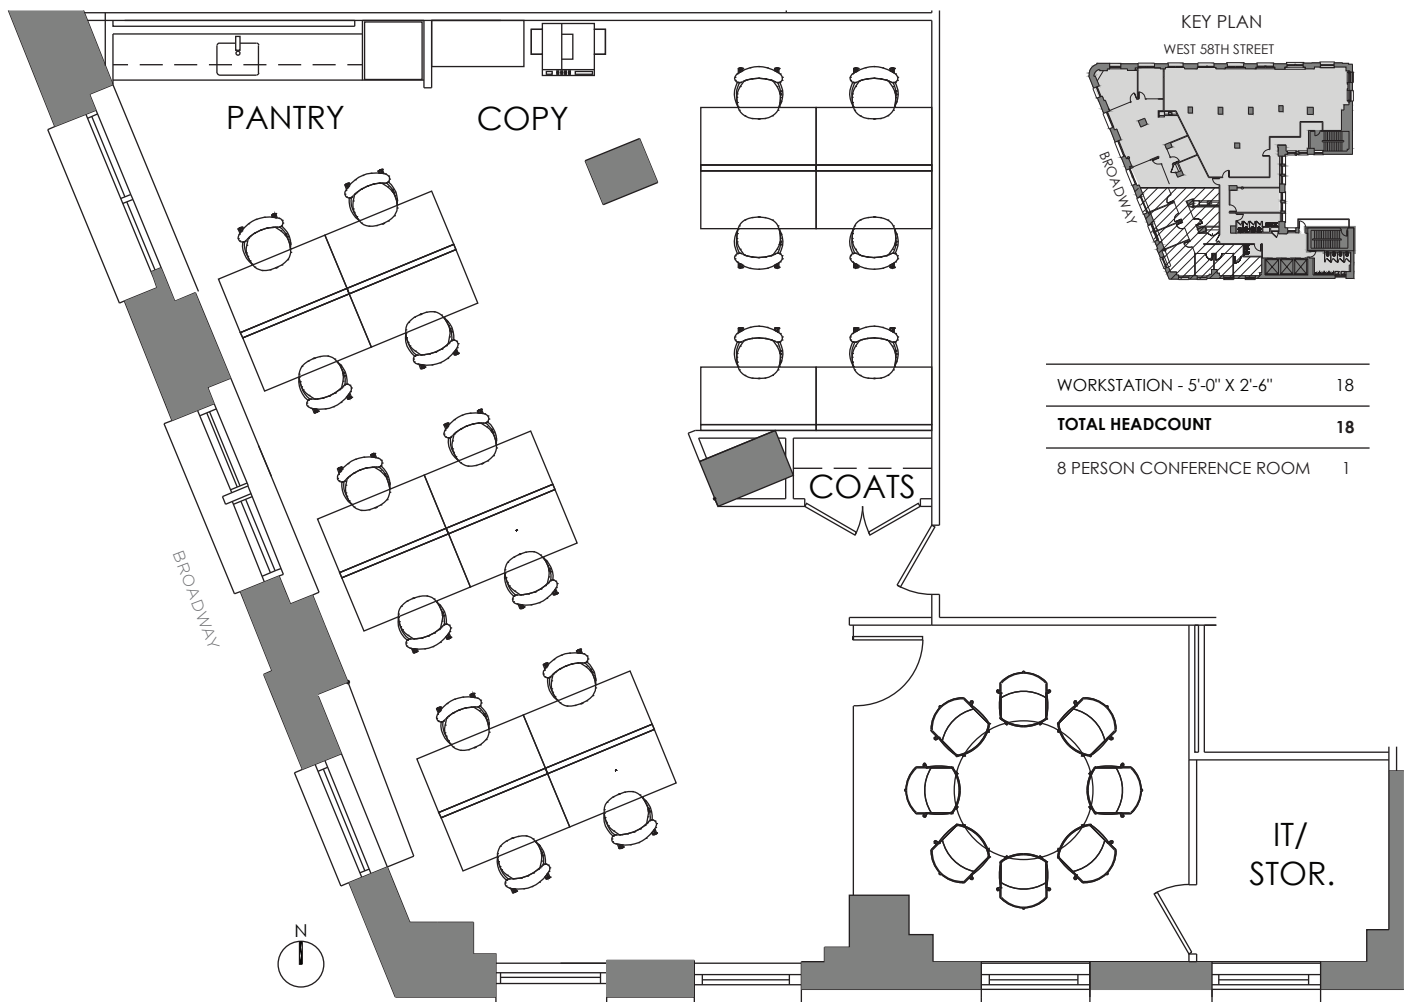 KEY PLAN
WEST 58TH STREET
BROADWAY
PANTRY
COPY
WORKSTATION - 5'-0" X 2'-6" 18
TOTAL HEADCOUNT 18
8 PERSON CONFERENCE ROOM 1
COATS
BROADWAY
IT/
STOR.
N